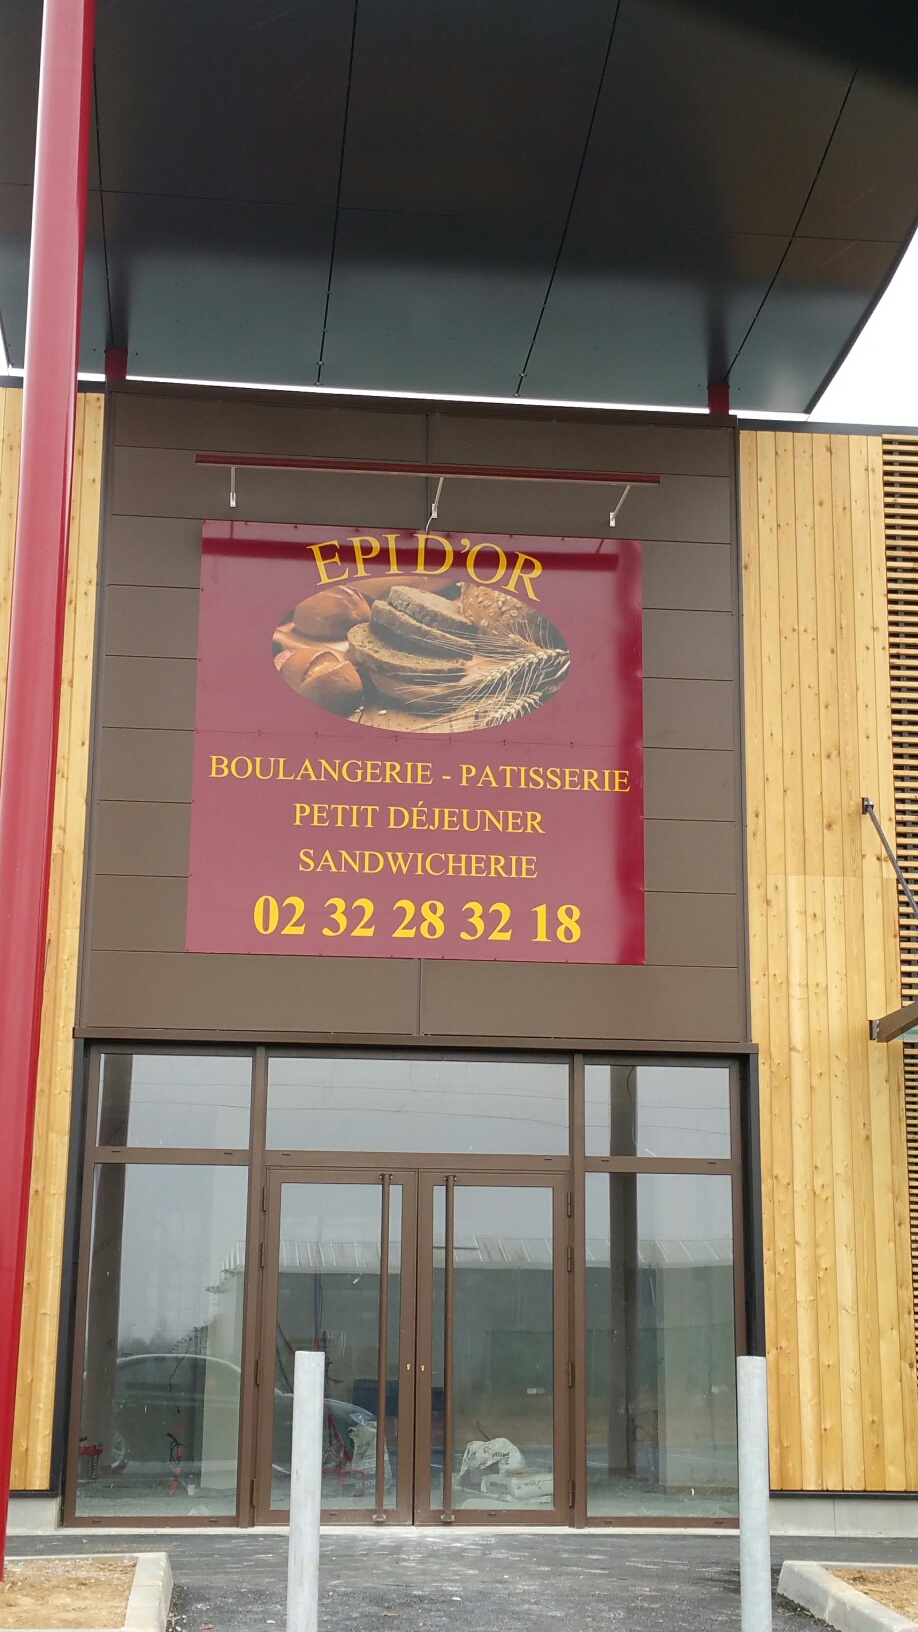 EPI D'OR
BOULANGERIE - PATISSERIE
PETIT DÉJEUNER
SANDWICHERIE
02 32 28 32 18